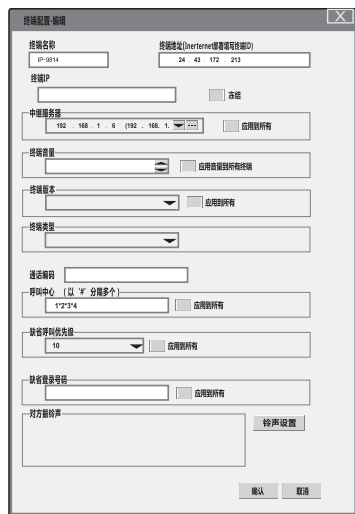 终端配置-编辑
X
终端名称 终端地址(Inerternet部署填写终端ID)
IP-9814 24 . 43 . 172 . 213
终端IP
冻结
中继服务器
192 . 168 . 1 . 6 (192. 168. 1. 应用到所有
终端音量
应用音量到所有终端
终端版本
应用到所有
终端类型
通话编码
呼叫中心 (以 '#' 分隔多个)
1*2*3*4 应用到所有
缺省呼叫优先级
10 应用到所有
缺省登录号码
应用到所有
对方振铃声
铃声设置
确认 取消